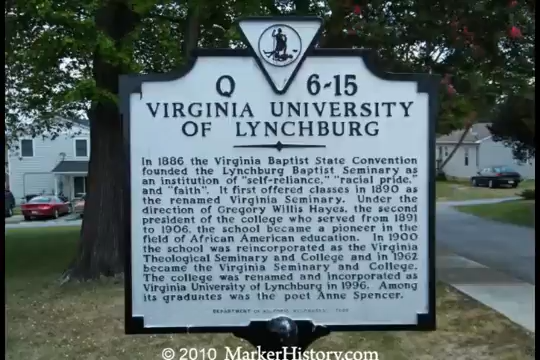 Q 6-15
VIRGINIA UNIVERSITY
OF LYNCHBURG
In 1886 the Virginia Baptist State Convention
founded the Lynchburg Baptist Seminary as
an institution of "self-reliance," "racial pride,"
and "faith". It first offered classes in 1890 as
the renamed Virginia Seminary. Under the
direction of Gregory Willis Hayes, the second
president of the college who served from 1891
to 1906, the school became a pioneer in the
field of African American education. In 1900
the school was reincorporated as the Virginia
Theological Seminary and College and in 1962
became the Virginia Seminary and College.
The college was renamed and incorporated as
Virginia University of Lynchburg in 1996. Among
its graduates was the poet Anne Spencer.
DEPARTMENT OF HISTORIC RESOURCES,
© 2010 MarkerHistory.com